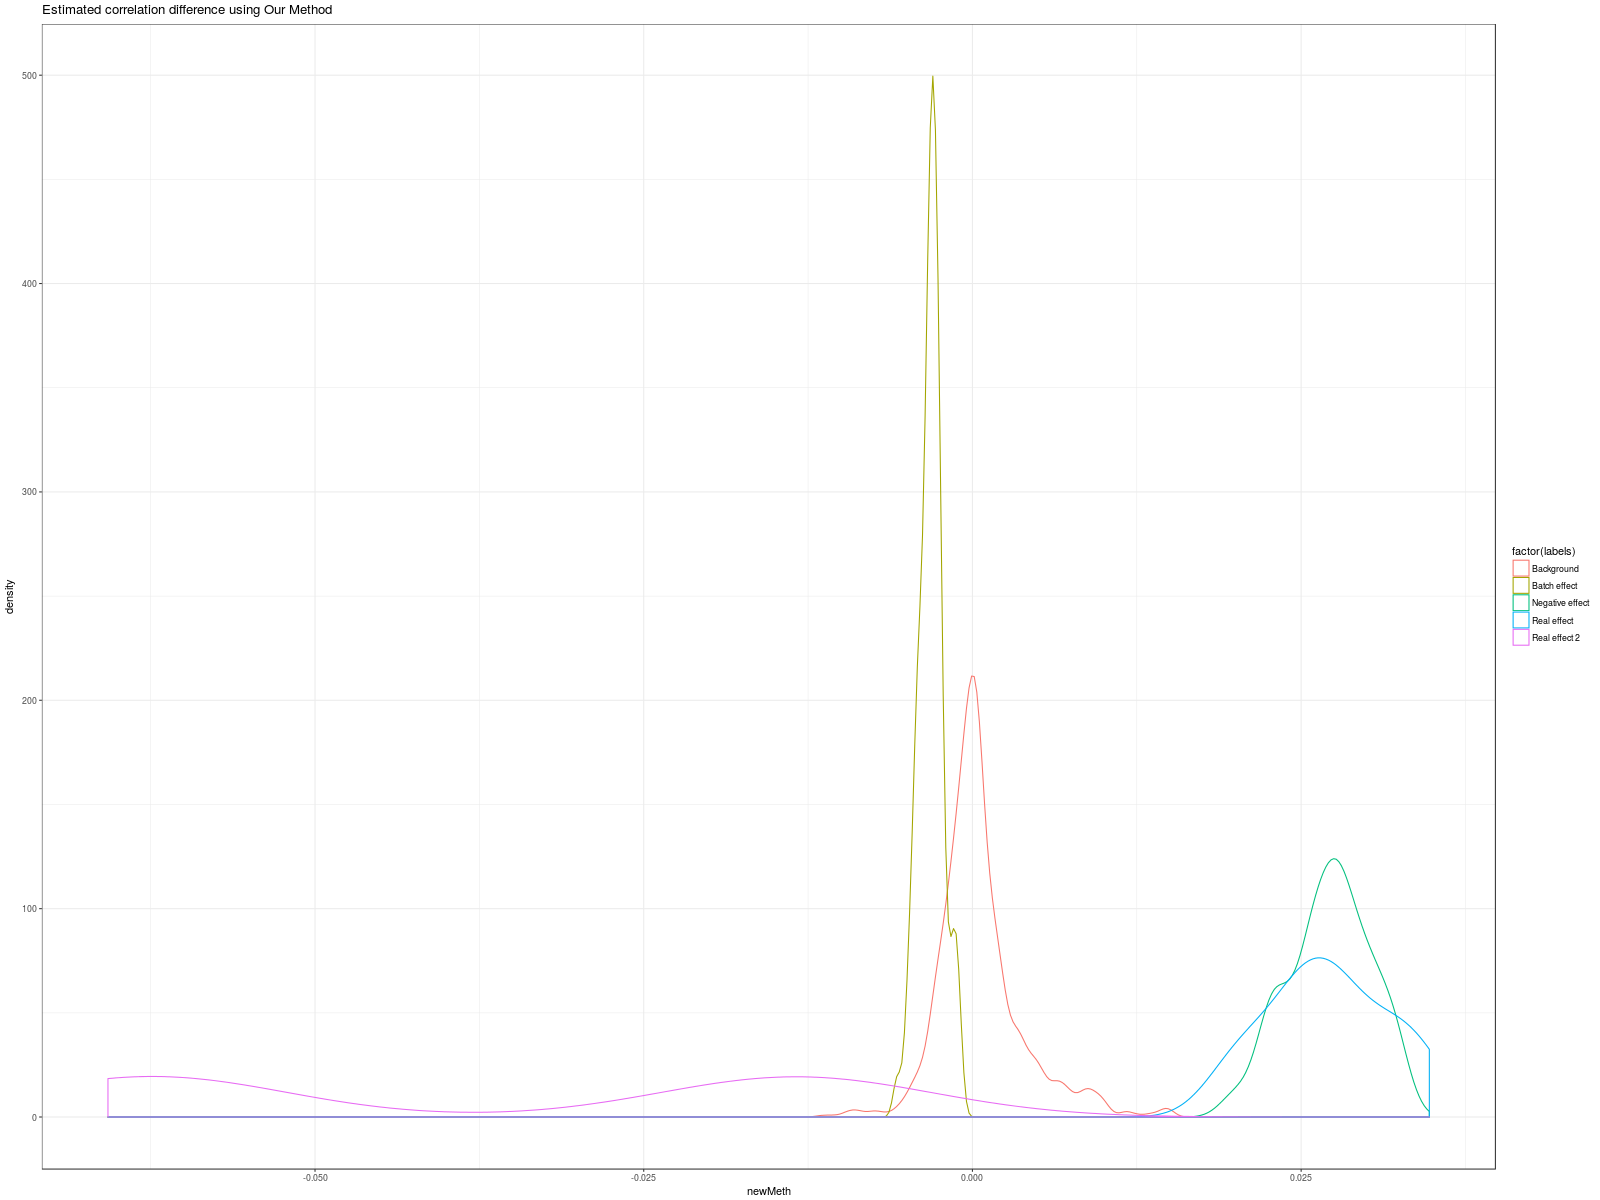 Estimated correlation difference using Our Method
500
400
300
200
100
0
density
-0.050
-0.025
0.000
0.025
newMeth
factor(labels)
Background
Batch effect
Negative effect
Real effect
Real effect 2